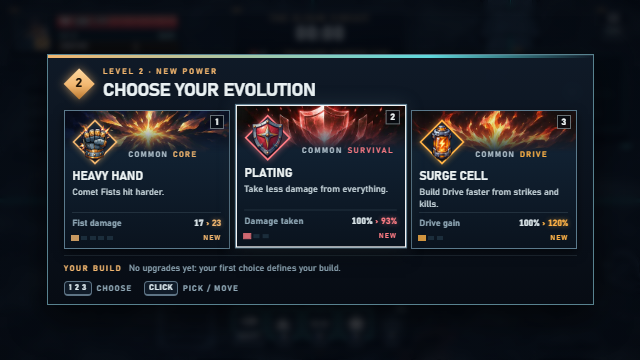 2
LEVEL 2 · NEW POWER
CHOOSE YOUR EVOLUTION
1
COMMON CORE
HEAVY HAND
Comet Fists hit harder.
Fist damage 17 › 23
NEW
2
COMMON SURVIVAL
PLATING
Take less damage from everything.
Damage taken 100% › 93%
NEW
3
COMMON DRIVE
SURGE CELL
Build Drive faster from strikes and
kills.
Drive gain 100% › 120%
NEW
YOUR BUILD No upgrades yet: your first choice defines your build.
1 2 3 CHOOSE CLICK PICK / MOVE